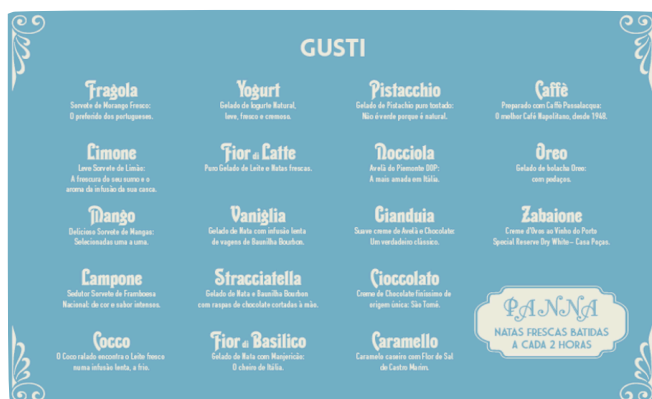 GUSTI
Fragola
Sorvete de Morango Fresco:
O preferido dos portugueses.
Yogurt
Gelado de Iogurte Natural,
leve, fresco e cremoso.
Pistacchio
Gelado de Pistachio puro tostado:
Não é verde porque é natural.
Caffè
Preparado com Caffè Passalacqua:
O melhor Café Napolitano, desde 1948.
Limone
Leve Sorvete de Limão:
A frescura do seu sumo e o
aroma da infusão da sua casca.
Fior di Latte
Puro Gelado de Leite e Natas frescas.
Nocciola
Avelã do Piemonte DOP:
A mais amada em Itália.
Oreo
Gelado de bolacha Oreo:
com pedaços.
Mango
Delicioso Sorvete de Mangas:
Selecionadas uma a uma.
Vaniglia
Gelado de Nata com infusão lenta
de vagens de Baunilha Bourbon.
Gianduia
Suave creme de Avelã e Chocolate:
Um verdadeiro clássico.
Zabaione
Creme d'Ovos ao Vinho do Porto
Special Reserve Dry White– Casa Poças.
Lampone
Sedutor Sorvete de Framboesa
Nacional: de cor e sabor intensos.
Stracciatella
Gelado de Nata e Baunilha Bourbon
com raspas de chocolate cortadas à mão.
Cioccolato
Creme de Chocolate finíssimo de
origem única: São Tomé.
PANNA
NATAS FRESCAS BATIDAS
A CADA 2 HORAS
Cocco
O Coco ralado encontra o Leite fresco
numa infusão lenta, a frio.
Fior di Basilico
Gelado de Nata com Manjericão:
O cheiro de Itália.
Caramello
Caramelo caseiro com Flor de Sal
de Castro Marim.